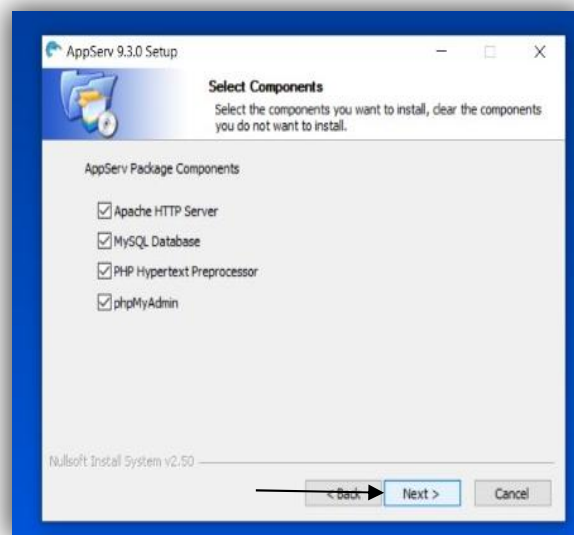 AppServ 9.3.0 Setup
Select Components
Select the components you want to install, clear the components
you do not want to install.
AppServ Package Components
Apache HTTP Server
MySQL Database
PHP Hypertext Preprocessor
phpMyAdmin
Nullsoft Install System v2.50
< Back Next > Cancel